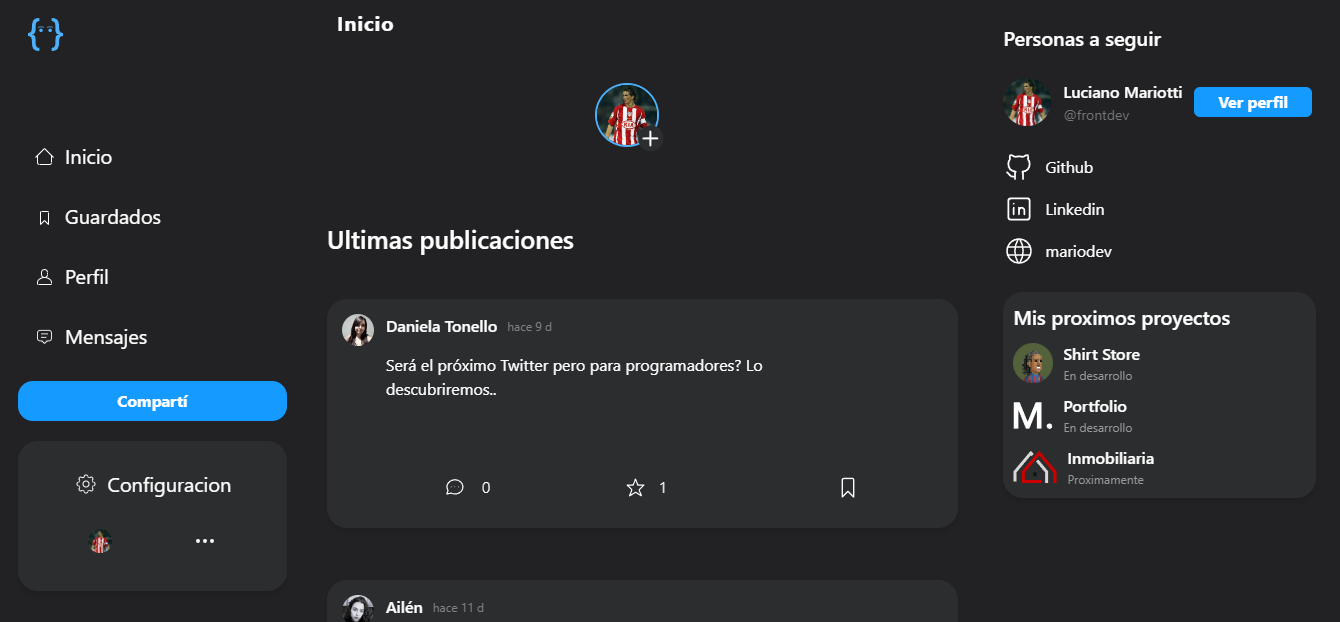 Inicio
Guardados
Perfil
Mensajes
Compartí
Configuracion
Inicio
Ultimas publicaciones
Daniela Tonello hace 9 d
Será el próximo Twitter pero para programadores? Lo
descubriremos..
0 1
Ailén hace 11 d
Personas a seguir
Luciano Mariotti
@frontdev
Ver perfil
Github
Linkedin
mariodev
Mis proximos proyectos
Shirt Store
En desarrollo
M. Portfolio
En desarrollo
Inmobiliaria
Proximamente